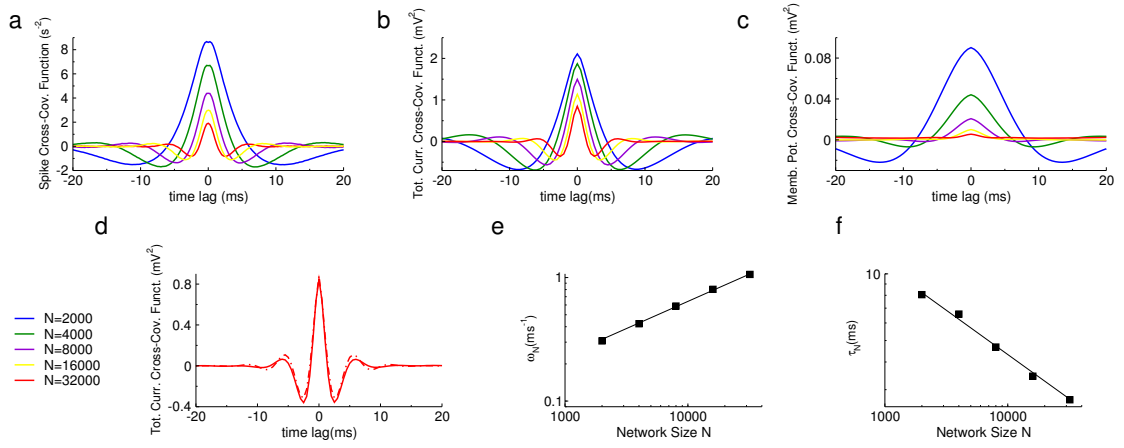 a
Spike Cross-Cov. Function (s⁻²)
8
6
4
2
0
-2
-20
-10
0
10
20
time lag (ms)
b
Tot. Curr. Cross-Cov. Funct. (mV²)
2
1
0
-20
-10
0
10
20
time lag(ms)
c
Memb. Pot. Cross-Cov. Funct. (mV²)
0.08
0.04
0
-20
-10
0
10
20
time lag (ms)
N=2000
N=4000
N=8000
N=16000
N=32000
d
Tot. Curr. Cross-Cov. Funct. (mV²)
0.8
0.4
0
-0.4
-20
-10
0
10
20
time lag(ms)
e
ω_N(ms⁻¹)
1
0.1
1000
10000
Network Size N
f
τ_N(ms)
10
1000
10000
Network Size N